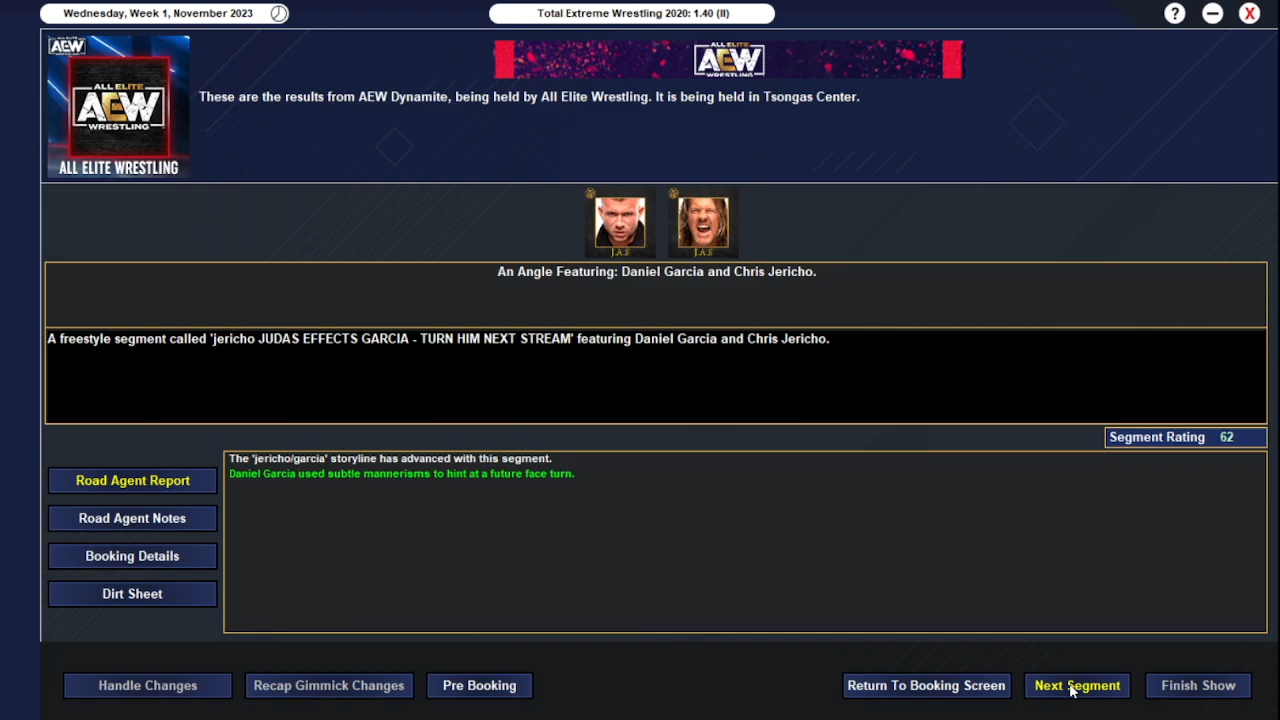 Wednesday, Week 1, November 2023
Total Extreme Wrestling 2020: 1.40 (II)
?
X
AEW
ALL ELITE
AEW
WRESTLING
ALL ELITE WRESTLING
ALL ELITE
AEW
WRESTLING
These are the results from AEW Dynamite, being held by All Elite Wrestling. It is being held in Tsongas Center.
J.A.S
J.A.S
An Angle Featuring: Daniel Garcia and Chris Jericho.
A freestyle segment called 'jericho JUDAS EFFECTS GARCIA - TURN HIM NEXT STREAM' featuring Daniel Garcia and Chris Jericho.
Segment Rating 62
The 'jericho/garcia' storyline has advanced with this segment.
Daniel Garcia used subtle mannerisms to hint at a future face turn.
Road Agent Report
Road Agent Notes
Booking Details
Dirt Sheet
Handle Changes
Recap Gimmick Changes
Pre Booking
Return To Booking Screen
Next Segment
Finish Show